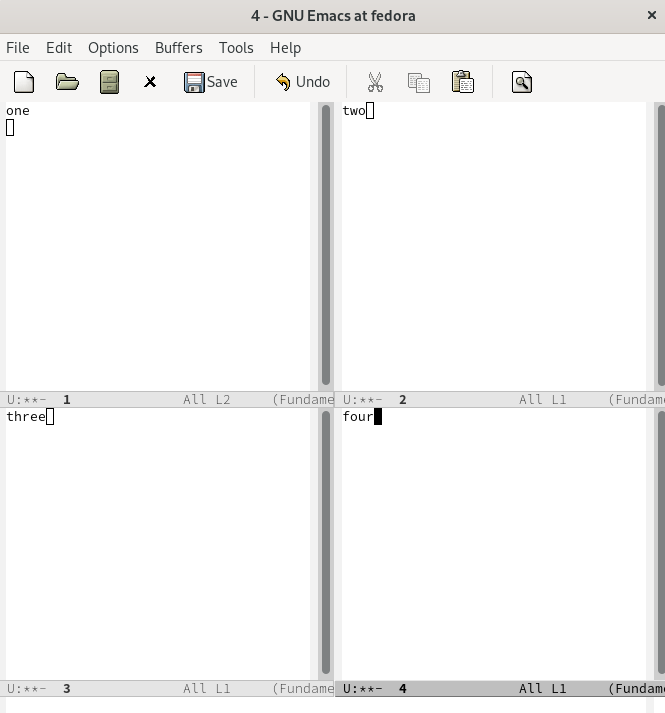 4 - GNU Emacs at fedora
File Edit Options Buffers Tools Help
Save Undo
one
two
U:**-  1 All L2 (Fundame
U:**-  2 All L1 (Fundame
three
four
U:**-  3 All L1 (Fundame
U:**-  4 All L1 (Fundame